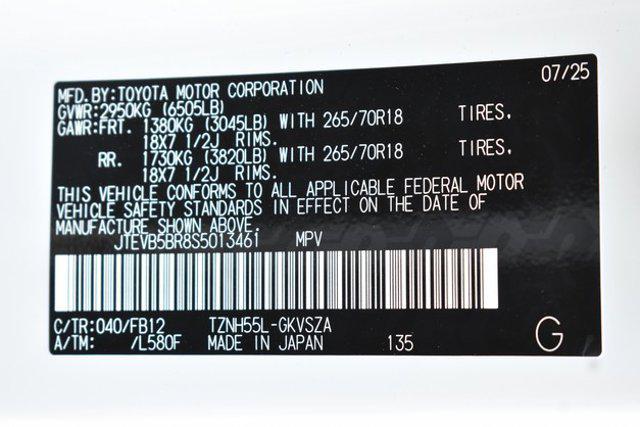 07/25
MFD.BY:TOYOTA MOTOR CORPORATION
GVWR:2950KG (6505LB)
GAWR:FRT. 1380KG (3045LB) WITH 265/70R18 TIRES.
18X7 1/2J RIMS.
RR. 1730KG (3820LB) WITH 265/70R18 TIRES.
18X7 1/2J RIMS.
THIS VEHICLE CONFORMS TO ALL APPLICABLE FEDERAL MOTOR
VEHICLE SAFETY STANDARDS IN EFFECT ON THE DATE OF
MANUFACTURE SHOWN ABOVE.
JTEVB5BR8S5013461 MPV
C/TR:040/FB12 TZNH55L-GKVSZA
A/TM: /L580F MADE IN JAPAN 135 G